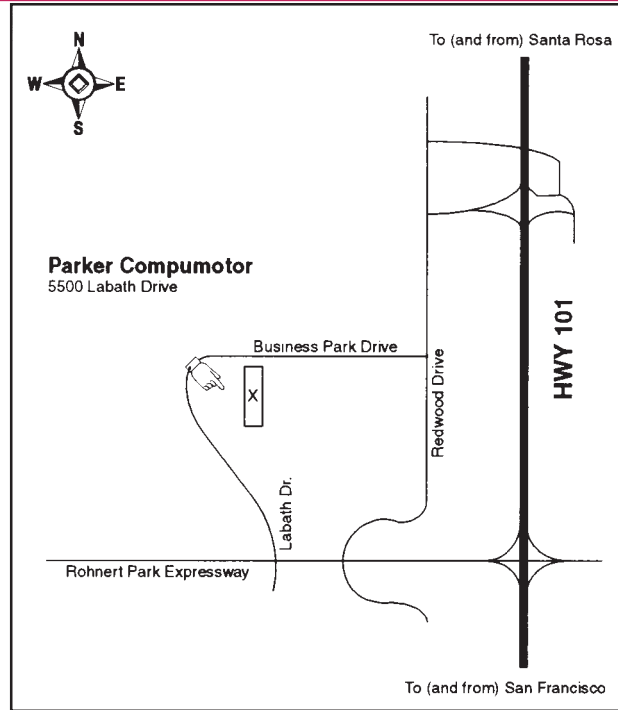 N
To (and from) Santa Rosa
W
E
S
Parker Compumotor
5500 Labath Drive
HWY 101
Business Park Drive
X
Redwood Drive
Labath Dr.
Rohnert Park Expressway
To (and from) San Francisco